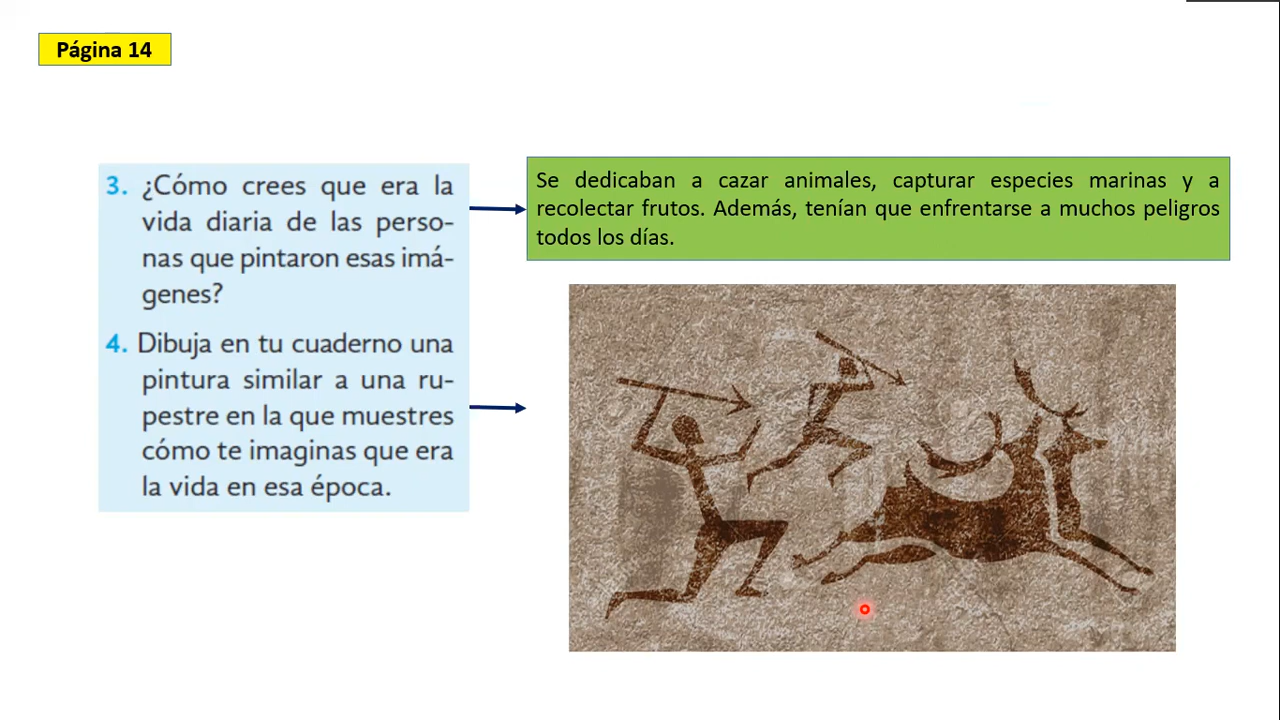 Página 14
3. ¿Cómo crees que era la
vida diaria de las perso-
nas que pintaron esas imá-
genes?
4. Dibuja en tu cuaderno una
pintura similar a una ru-
pestre en la que muestres
cómo te imaginas que era
la vida en esa época.
Se dedicaban a cazar animales, capturar especies marinas y a
recolectar frutos. Además, tenían que enfrentarse a muchos peligros
todos los días.